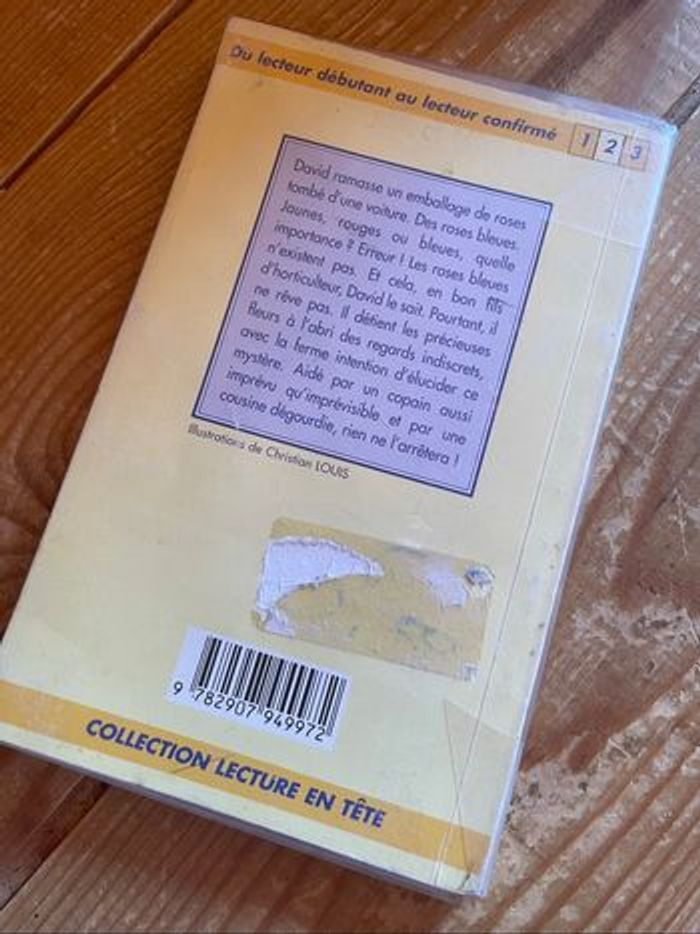 Du lecteur débutant au lecteur confirmé
1 2 3
David ramasse un emballage de roses
tombé d'une voiture. Des roses bleues.
Jaunes, rouges ou bleues, quelle
importance ? Erreur ! Les roses bleues
n'existent pas. Et cela, en bon fils
d'horticulteur, David le sait. Pourtant, il
ne rêve pas. Il détient les précieuses
fleurs à l'abri des regards indiscrets,
avec la ferme intention d'élucider ce
mystère. Aidé par un copain aussi
imprévu qu'imprévisible et par une
cousine dégourdie, rien ne l'arrêtera !
Illustrations de Christian LOUIS
9 782907 949972
COLLECTION LECTURE EN TÊTE